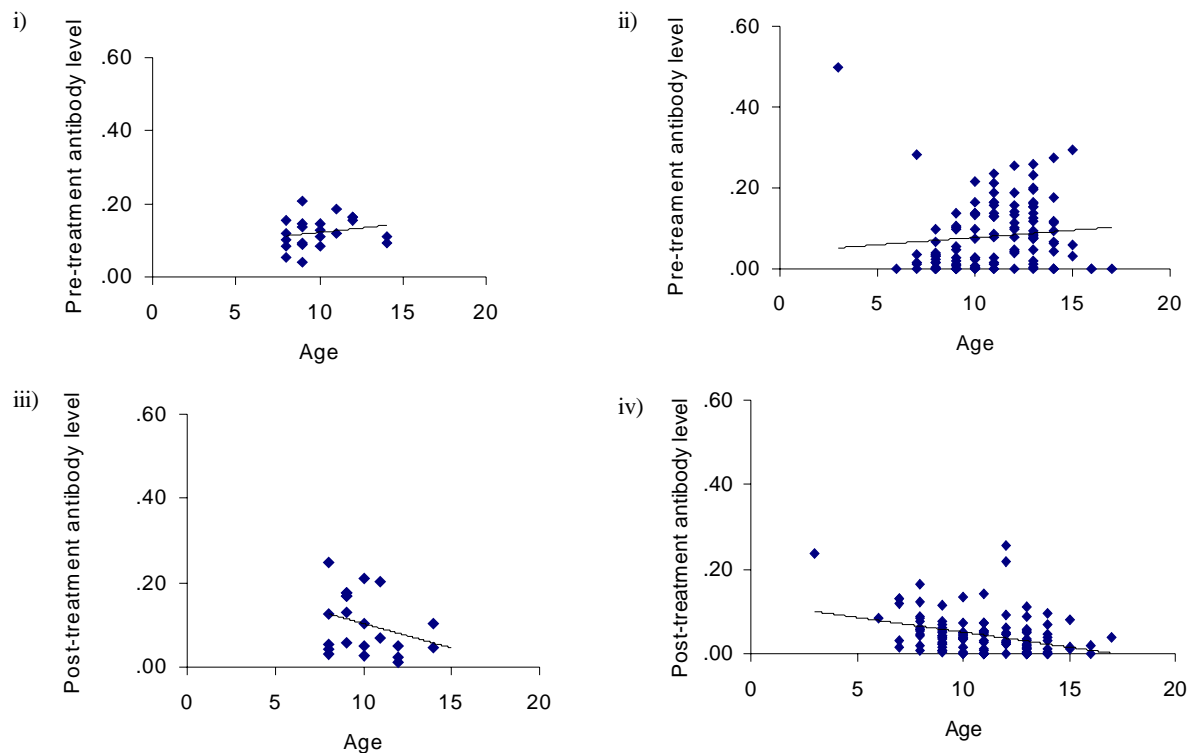 i)
Pre-treatment antibody level
.60
.40
.20
.00
0 5 10 15 20
Age
ii)
Pre-treament antibody level
.60
.40
.20
.00
0 5 10 15 20
Age
iii)
Post-treatment antibody level
.60
.40
.20
.00
0 5 10 15 20
Age
iv)
Post-treatment antibody level
.60
.40
.20
.00
0 5 10 15 20
Age